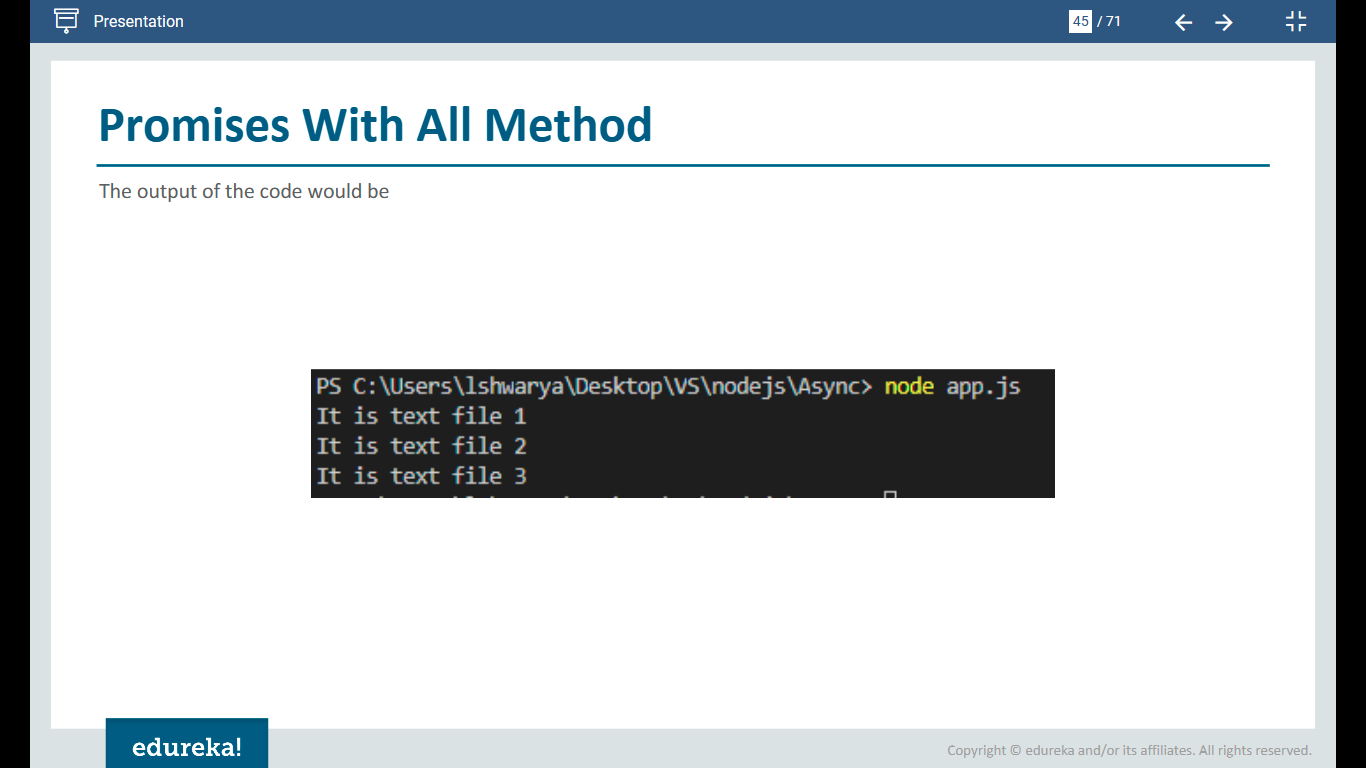 Presentation
45 / 71
Promises With All Method
The output of the code would be
PS C:\Users\lshwarya\Desktop\VS\nodejs\Async> node app.js
It is text file 1
It is text file 2
It is text file 3
edureka!
Copyright © edureka and/or its affiliates. All rights reserved.